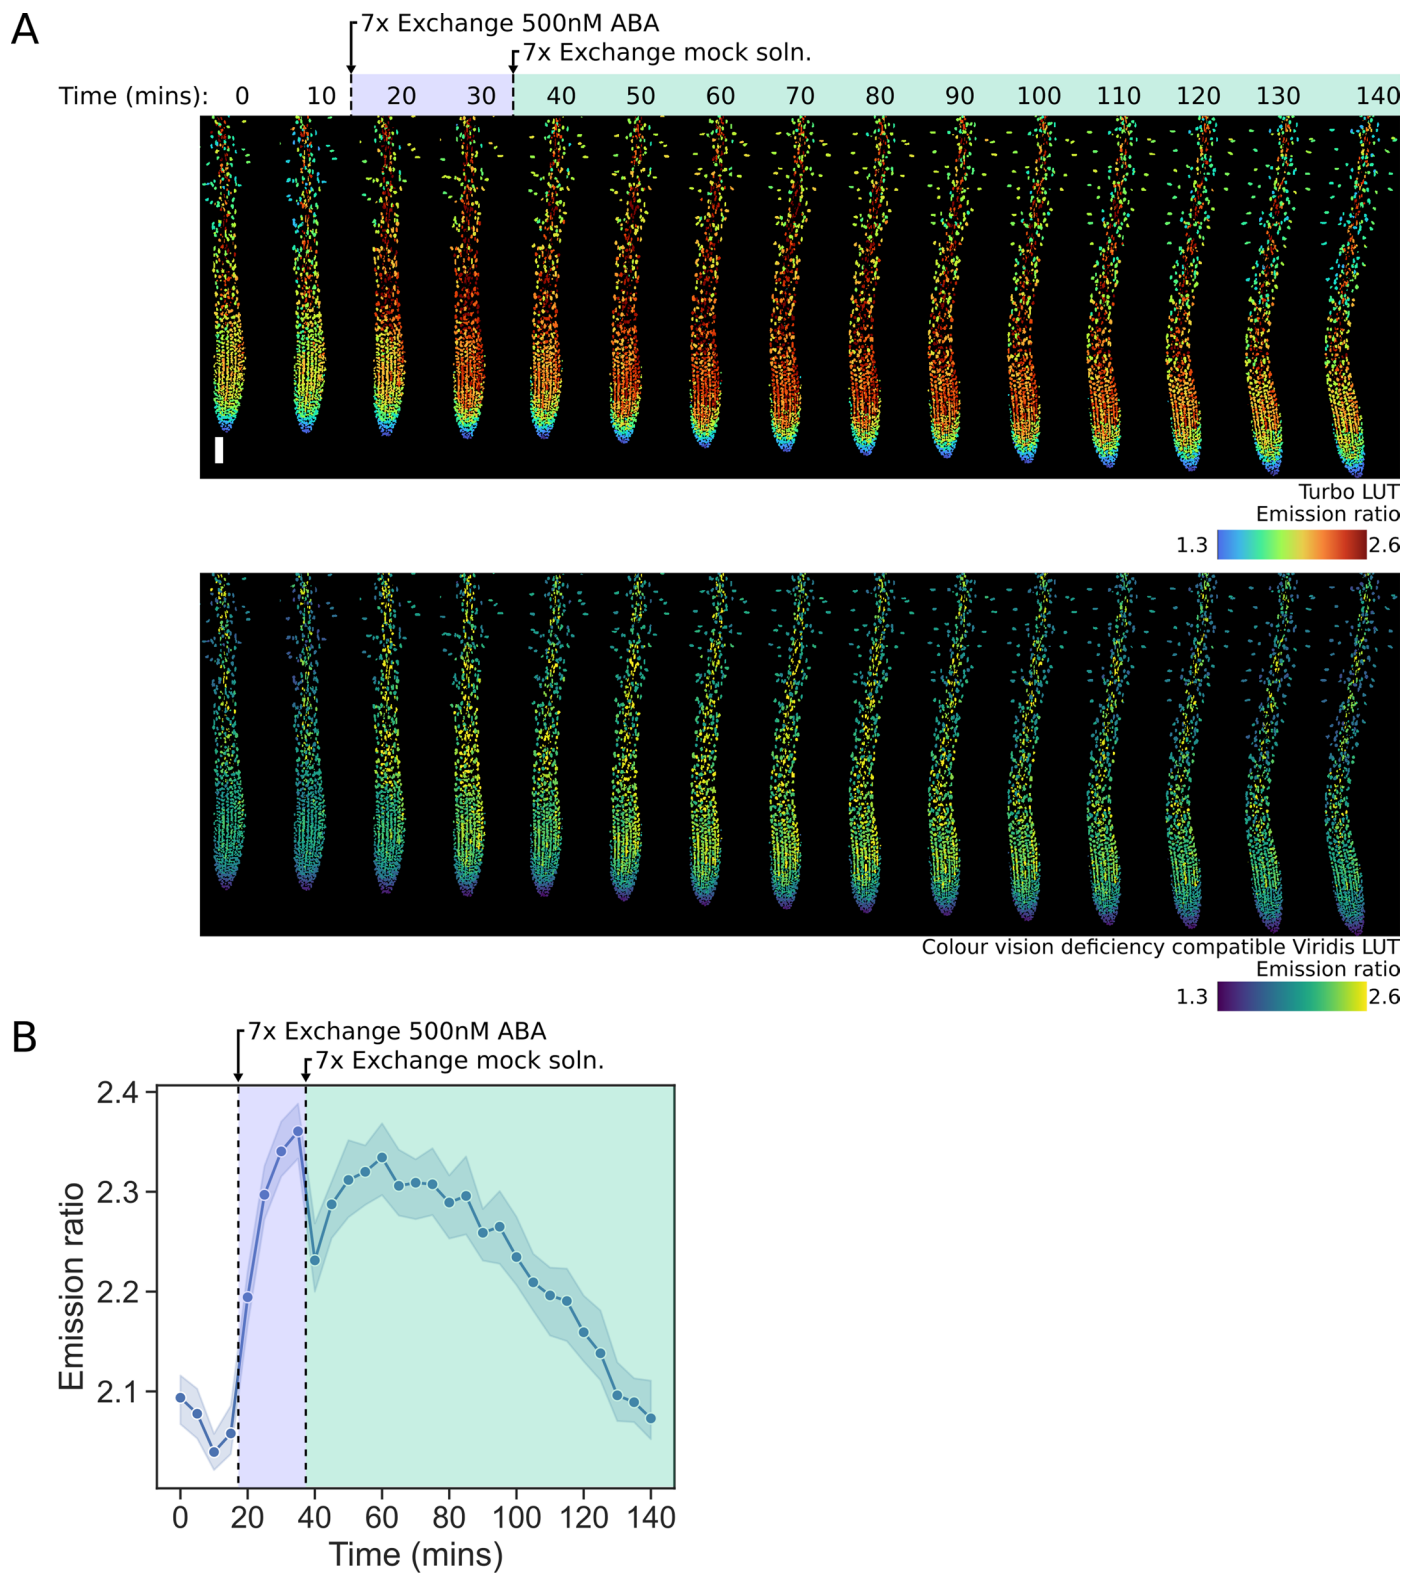 A
7x Exchange 500nM ABA
7x Exchange mock soln.
Time (mins): 0 10 20 30 40 50 60 70 80 90 100 110 120 130 140
Turbo LUT
Emission ratio
1.3 2.6
Colour vision deficiency compatible Viridis LUT
Emission ratio
1.3 2.6
B
7x Exchange 500nM ABA
7x Exchange mock soln.
2.4
2.3
2.2
2.1
Emission ratio
0 20 40 60 80 100 120 140
Time (mins)